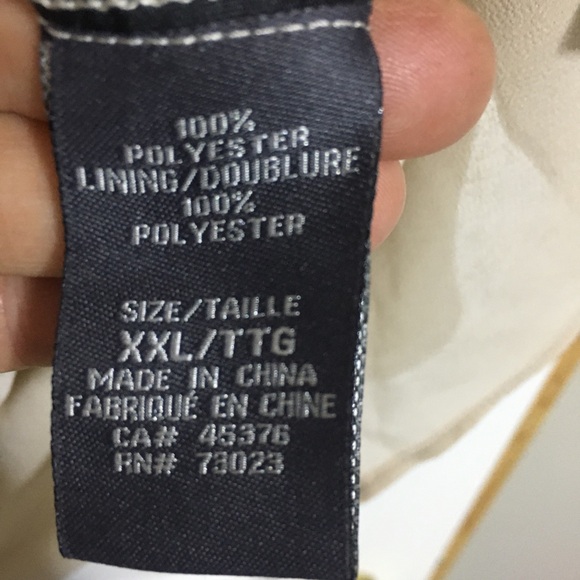 100%
POLYESTER
LINING/DOUBLURE
100%
POLYESTER
SIZE/TAILLE
XXL/TTG
MADE IN CHINA
FABRIQUÉ EN CHINE
CA# 45376
RN# 73023